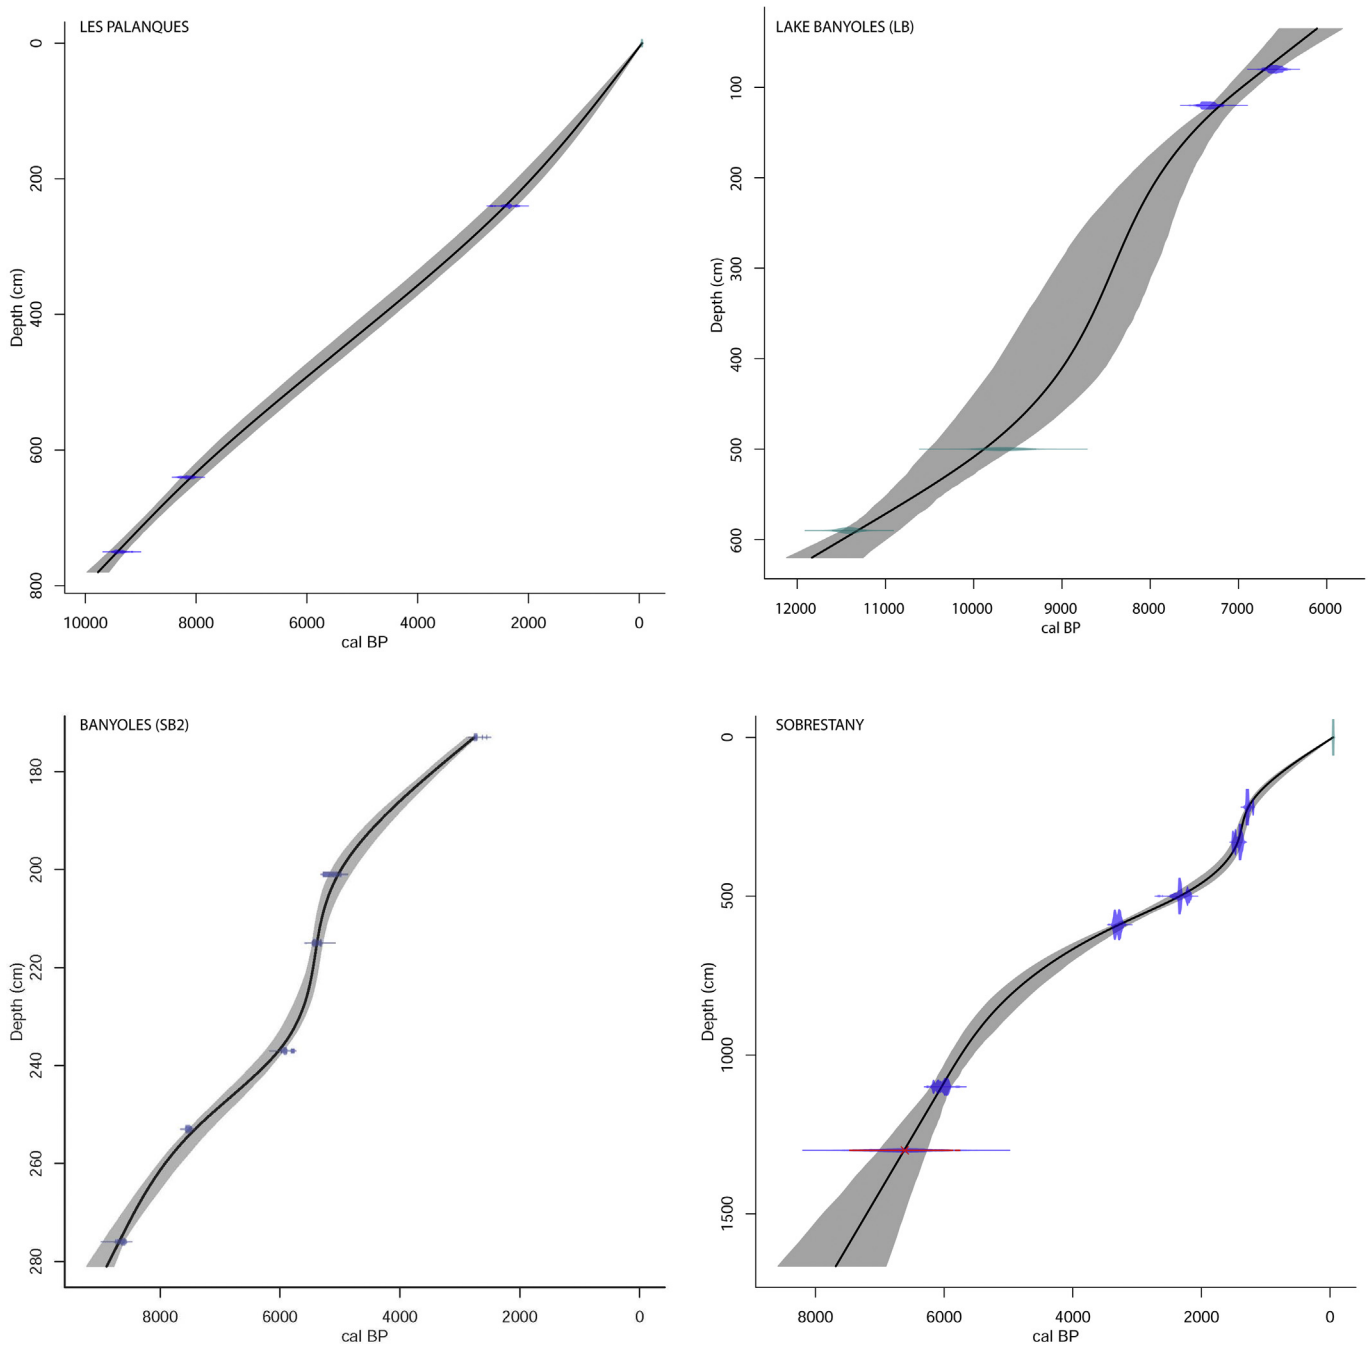 LES PALANQUES
0
200
400
600
800
Depth (cm)
10000 8000 6000 4000 2000 0
cal BP
LAKE BANYOLES (LB)
100
200
300
400
500
600
Depth (cm)
12000 11000 10000 9000 8000 7000 6000
cal BP
BANYOLES (SB2)
180
200
220
240
260
280
Depth (cm)
8000 6000 4000 2000 0
cal BP
SOBRESTANY
0
500
1000
1500
Depth (cm)
8000 6000 4000 2000 0
cal BP